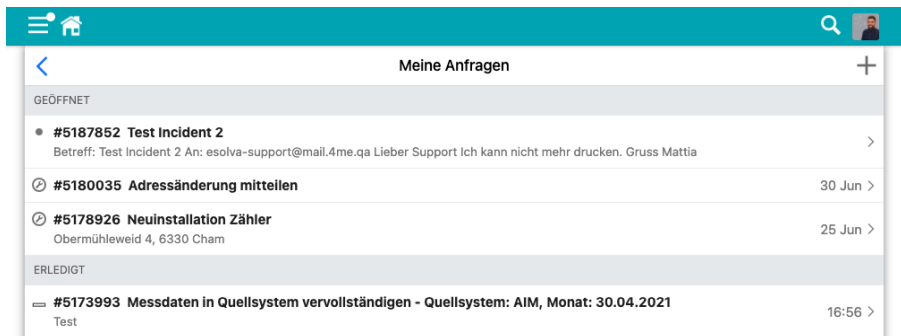 Meine Anfragen
GEÖFFNET
#5187852 Test Incident 2
Betreff: Test Incident 2 An: esolva-support@mail.4me.qa Lieber Support Ich kann nicht mehr drucken. Gruss Mattia
#5180035 Adressänderung mitteilen 30 Jun
#5178926 Neuinstallation Zähler
Obermühleweid 4, 6330 Cham 25 Jun
ERLEDIGT
#5173993 Messdaten in Quellsystem vervollständigen - Quellsystem: AIM, Monat: 30.04.2021
Test 16:56